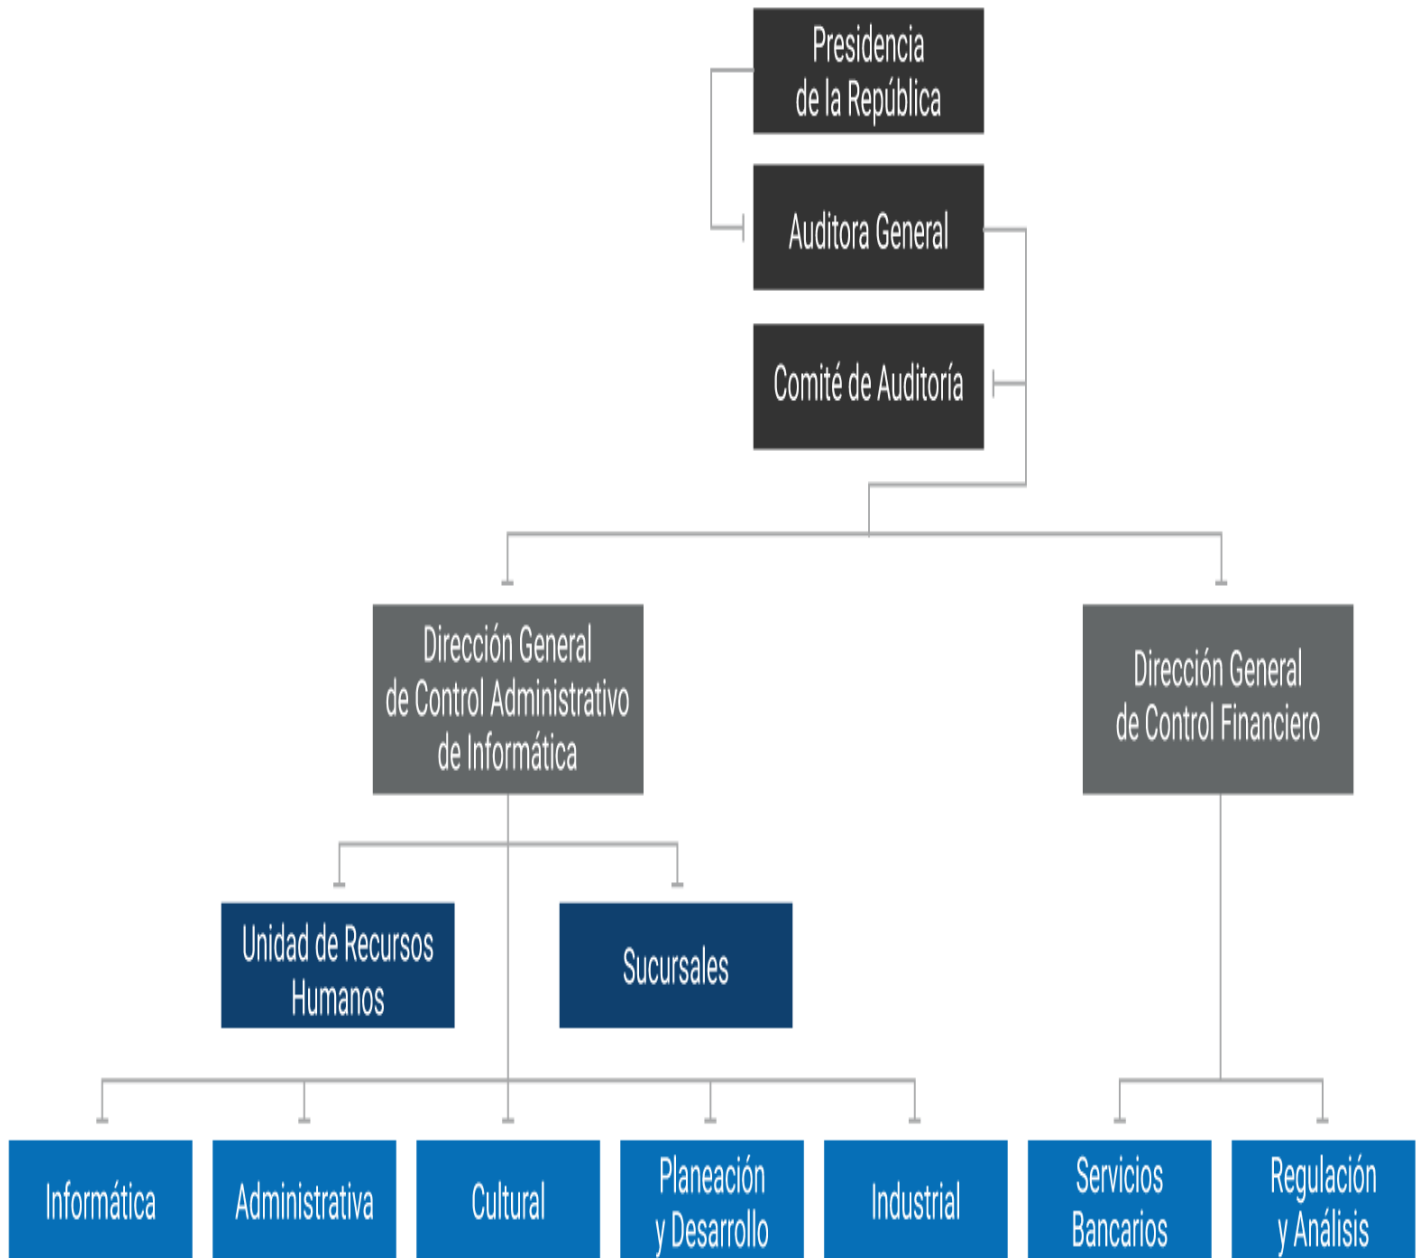 Presidencia
de la República
Auditora General
Comité de Auditoría
Dirección General
de Control Administrativo
de Informática
Dirección General
de Control Financiero
Unidad de Recursos
Humanos
Sucursales
Informática
Administrativa
Cultural
Planeación
y Desarrollo
Industrial
Servicios
Bancarios
Regulación
y Análisis